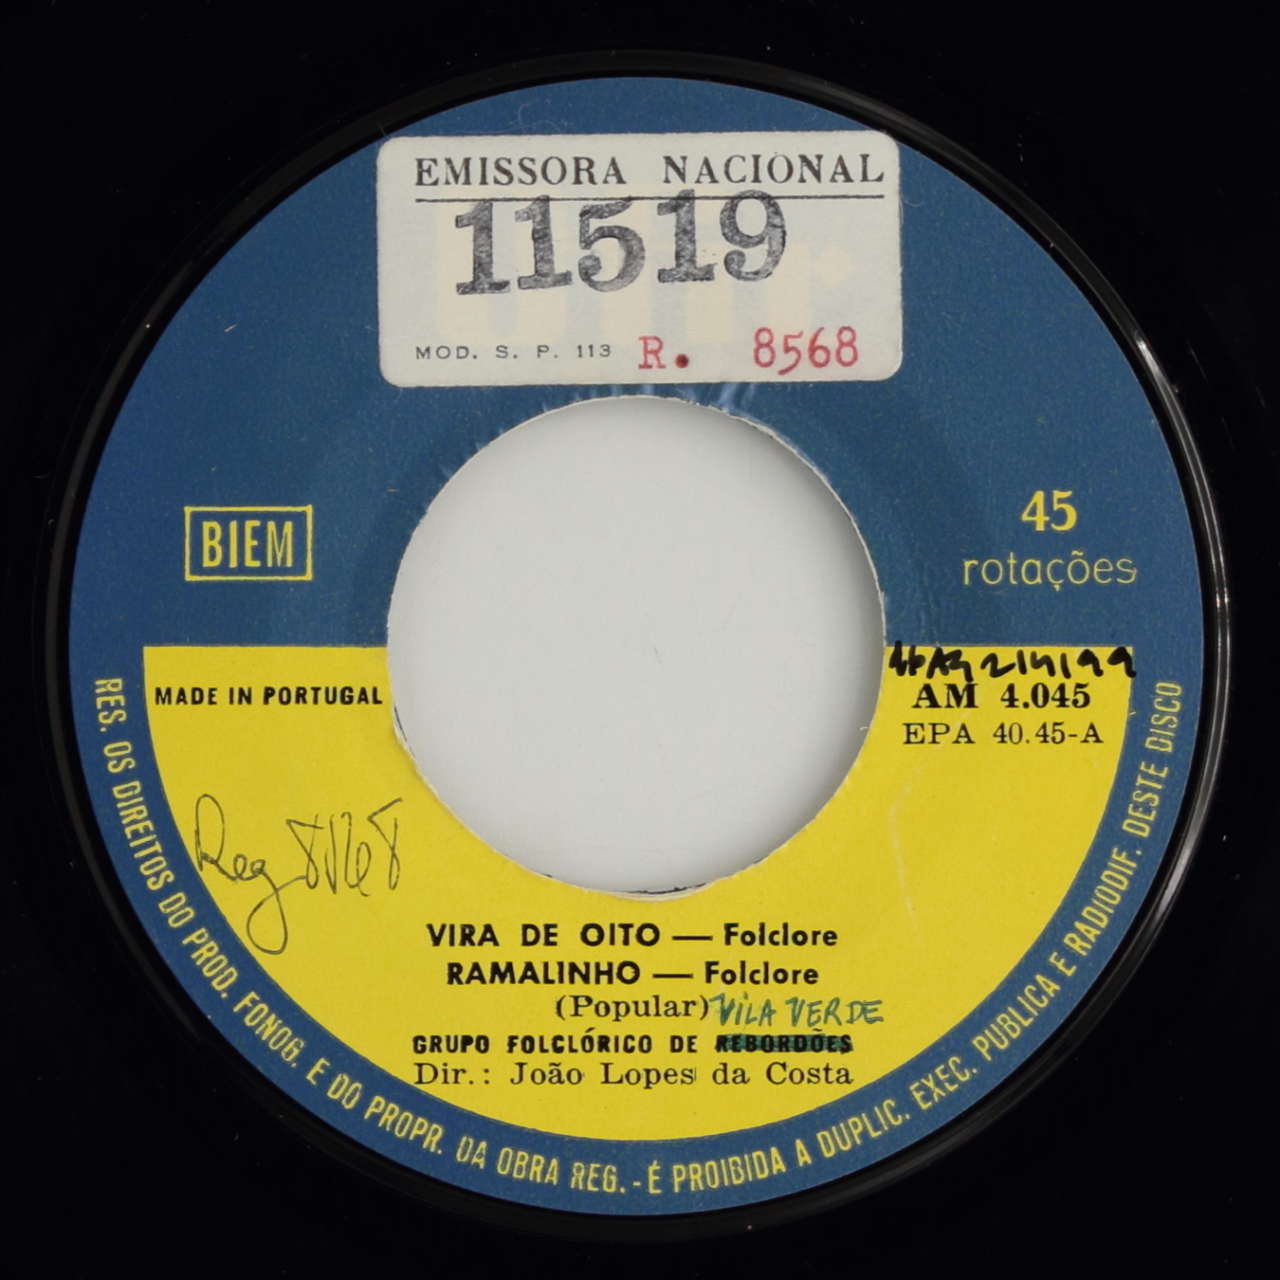 EMISSORA NACIONAL
11519
MOD. S. P. 113 R. 8568
BIEM
45
rotações
MADE IN PORTUGAL
AM 4.045
EPA 40.45-A
Reg 8568
VIRA DE OITO — Folclore
RAMALINHO — Folclore
(Popular) VILA VERDE
GRUPO FOLCLÓRICO DE REBORDÕES
Dir.: João Lopes da Costa
RES. OS DIREITOS DO PROD. FONOG. E DO PROPR. DA OBRA REG. - É PROIBIDA A DUPLIC. EXEC. PUBLICA E RADIODIF. DESTE DISCO